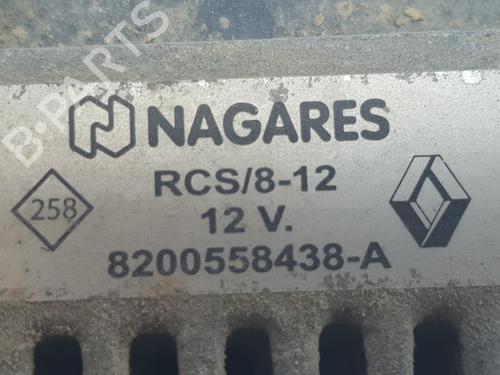 B-PARTS
NAGARES
RCS/8-12
258
12 V.
8200558438-A